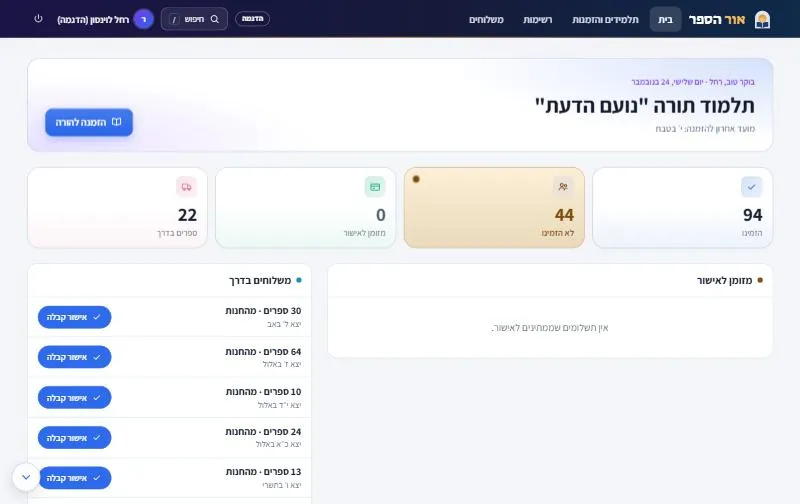 אור הספר
בית
תלמידים והזמנות
רשימות
משלוחים
הדגמה
חיפוש /
ר רחל לוינסון (הדגמה)
בוקר טוב, רחל · יום שלישי, 24 בנובמבר
תלמוד תורה "נועם הדעת"
מועד אחרון להזמנה: י׳ בטבת
הזמנה להורה
94
הזמינו
44
לא הזמינו
0
מזומן לאישור
22
ספרים בדרך
מזומן לאישור
אין תשלומים שממתינים לאישור.
משלוחים בדרך
30 ספרים · מהחנות
יצא ל׳ באב
אישור קבלה
64 ספרים · מהחנות
יצא ז׳ באלול
אישור קבלה
10 ספרים · מהחנות
יצא י״ד באלול
אישור קבלה
24 ספרים · מהחנות
יצא כ״א באלול
אישור קבלה
13 ספרים · מהחנות
יצא ו׳ בתשרי
אישור קבלה